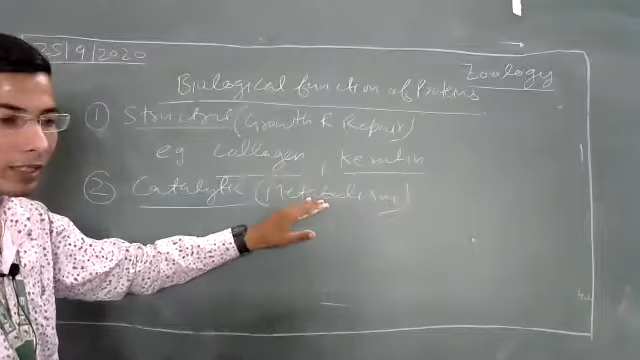 25/9/2020
Zoology
Biological function of Proteins
① Structural (Growth & Repair)
eg Collagen, keratin
② Catalytic (Metabolism)